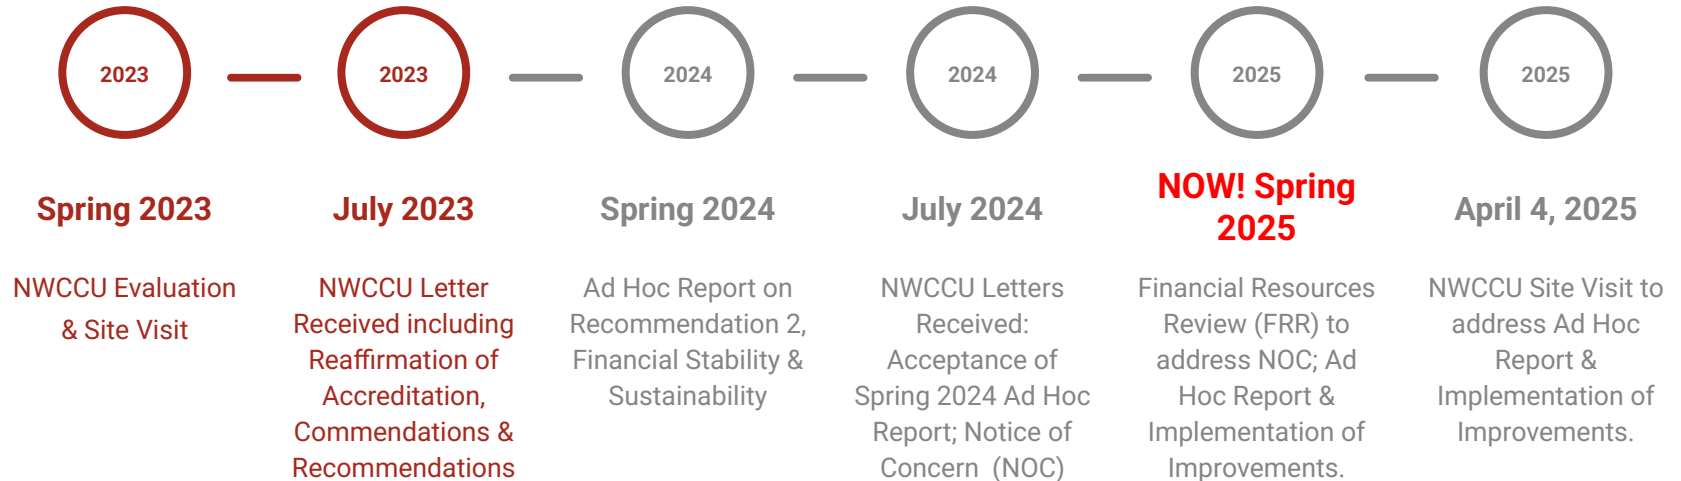 2023
2023
2024
2024
2025
2025
Spring 2023
July 2023
Spring 2024
July 2024
NOW! Spring
2025
April 4, 2025
NWCCU Evaluation
& Site Visit
NWCCU Letter
Received including
Reaffirmation of
Accreditation,
Commendations &
Recommendations
Ad Hoc Report on
Recommendation 2,
Financial Stability &
Sustainability
NWCCU Letters
Received:
Acceptance of
Spring 2024 Ad Hoc
Report; Notice of
Concern (NOC)
Financial Resources
Review (FRR) to
address NOC; Ad
Hoc Report &
Implementation of
Improvements.
NWCCU Site Visit to
address Ad Hoc
Report &
Implementation of
Improvements.